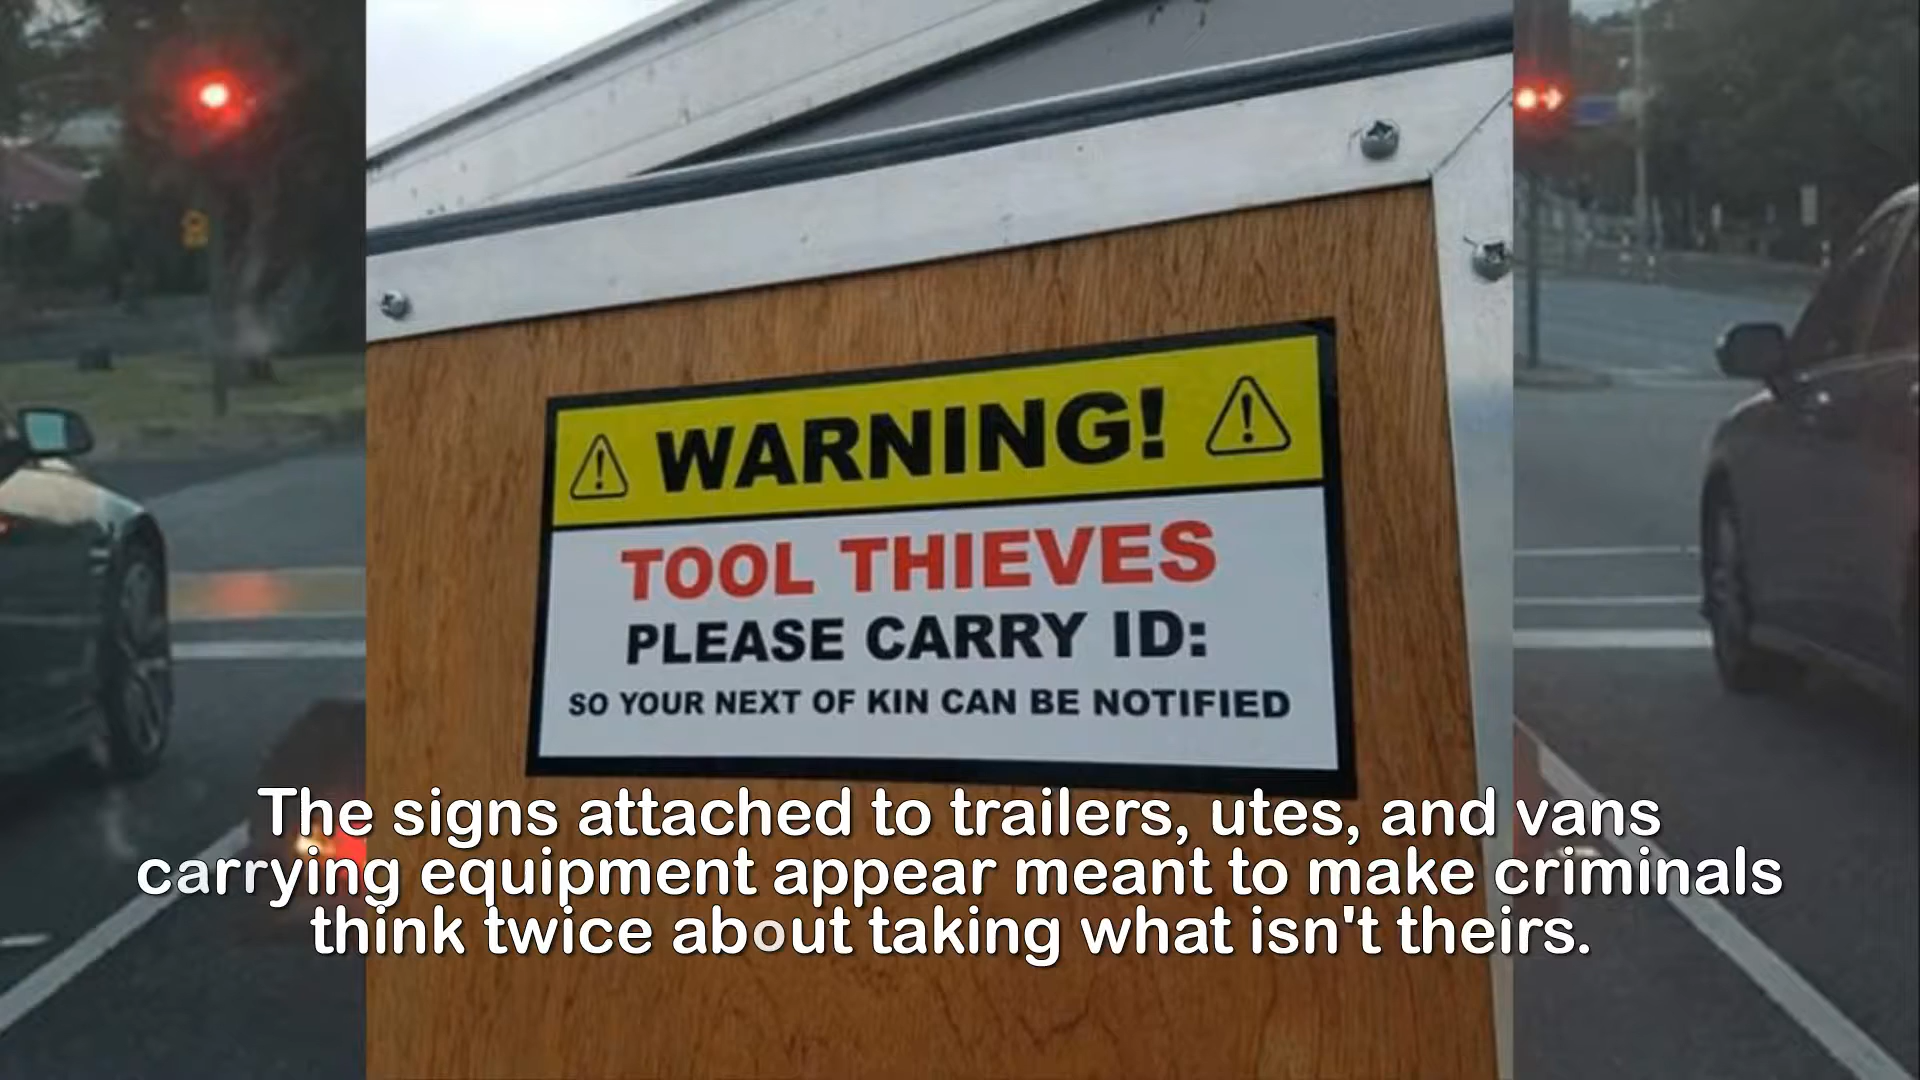 WARNING!
TOOL THIEVES
PLEASE CARRY ID:
SO YOUR NEXT OF KIN CAN BE NOTIFIED
The signs attached to trailers, utes, and vans
carrying equipment appear meant to make criminals
think twice about taking what isn't theirs.